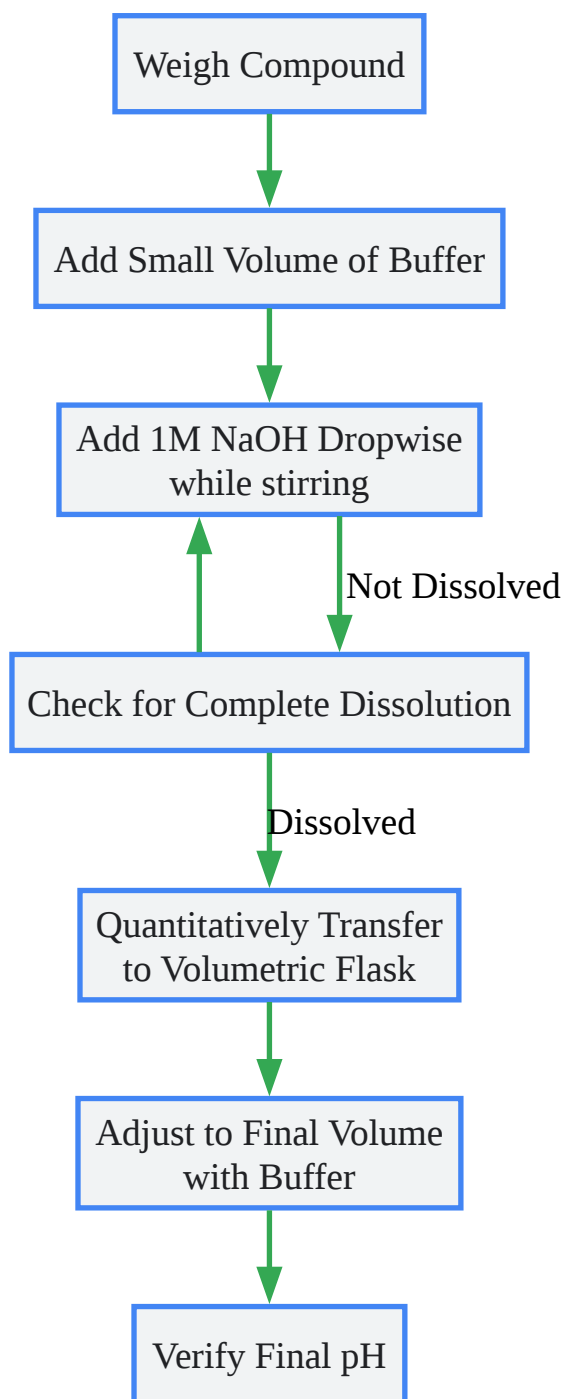 Weigh Compound
Add Small Volume of Buffer
Add 1M NaOH Dropwise
while stirring
Not Dissolved
Check for Complete Dissolution
Dissolved
Quantitatively Transfer
to Volumetric Flask
Adjust to Final Volume
with Buffer
Verify Final pH